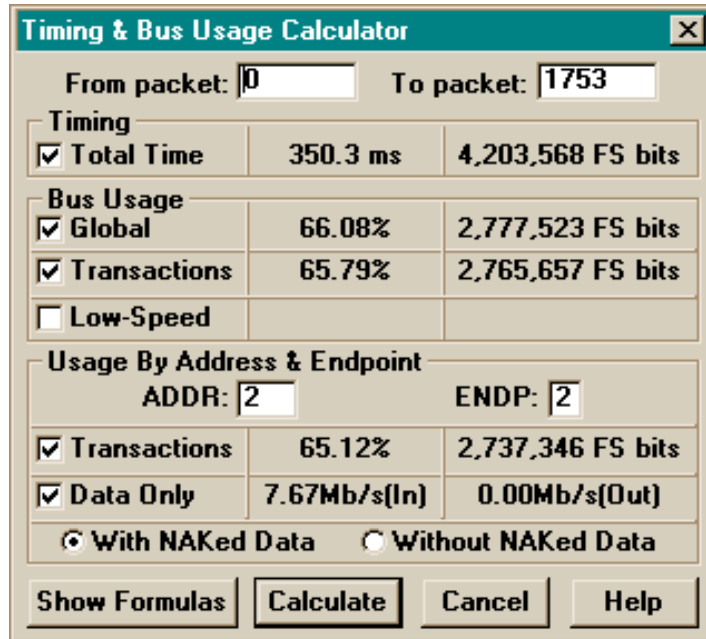 Timing & Bus Usage Calculator
From packet: 0 To packet: 1753
Timing
Total Time 350.3 ms 4,203,568 FS bits
Bus Usage
Global 66.08% 2,777,523 FS bits
Transactions 65.79% 2,765,657 FS bits
Low-Speed
Usage By Address & Endpoint
ADDR: 2 ENDP: 2
Transactions 65.12% 2,737,346 FS bits
Data Only 7.67Mb/s(In) 0.00Mb/s(Out)
With NAKed Data Without NAKed Data
Show Formulas Calculate Cancel Help